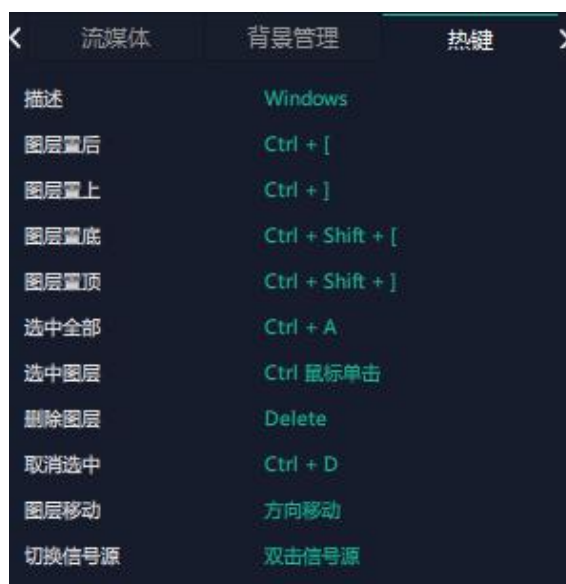 流媒体 背景管理 热键
描述 Windows
图层置后 Ctrl + [
图层置上 Ctrl + ]
图层置底 Ctrl + Shift + [
图层置顶 Ctrl + Shift + ]
选中全部 Ctrl + A
选中图层 Ctrl 鼠标单击
删除图层 Delete
取消选中 Ctrl + D
图层移动 方向移动
切换信号源 双击信号源